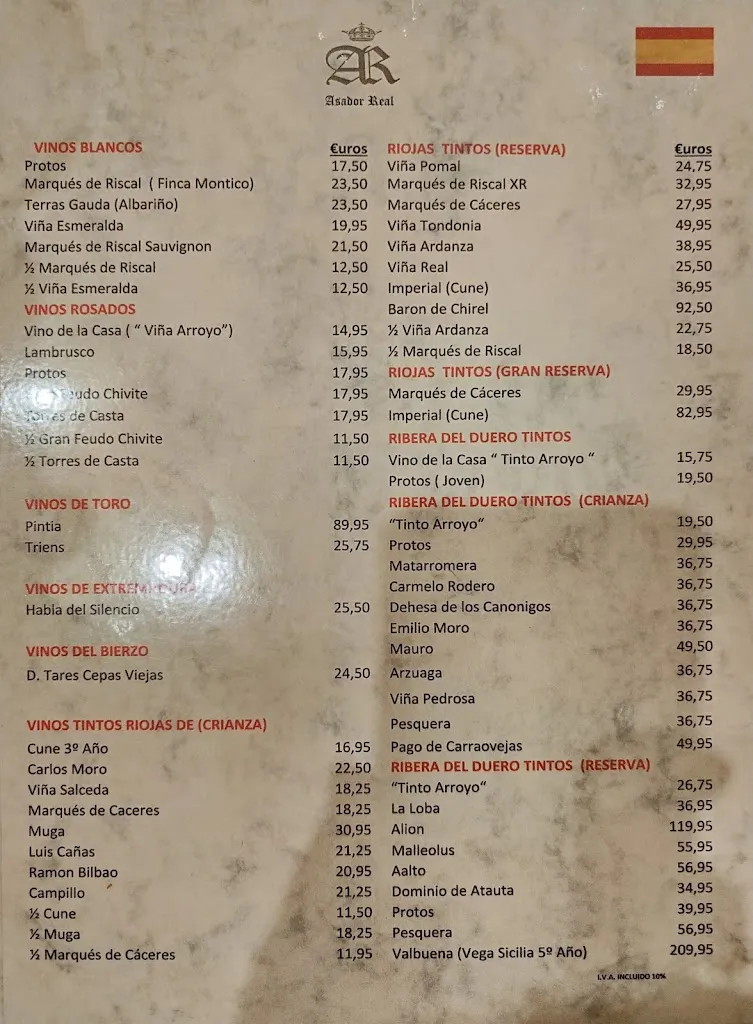 AR
Asador Real
VINOS BLANCOS €uros
Protos 17,50
Marqués de Riscal ( Finca Montico) 23,50
Terras Gauda (Albariño) 23,50
Viña Esmeralda 19,95
Marqués de Riscal Sauvignon 21,50
½ Marqués de Riscal 12,50
½ Viña Esmeralda 12,50
VINOS ROSADOS
Vino de la Casa ( “ Viña Arroyo”) 14,95
Lambrusco 15,95
Protos 17,95
Feudo Chivite 17,95
Torres de Casta 17,95
½ Gran Feudo Chivite 11,50
½ Torres de Casta 11,50
VINOS DE TORO
Pintia 89,95
Triens 25,75
VINOS DE EXTREMADURA
Habia del Silencio 25,50
VINOS DEL BIERZO
D. Tares Cepas Viejas 24,50
VINOS TINTOS RIOJAS DE (CRIANZA)
Cune 3º Año 16,95
Carlos Moro 22,50
Viña Salceda 18,25
Marqués de Caceres 18,25
Muga 30,95
Luis Cañas 21,25
Ramon Bilbao 20,95
Campillo 21,25
½ Cune 11,50
½ Muga 18,25
½ Marqués de Cáceres 11,95
RIOJAS TINTOS (RESERVA) €uros
Viña Pomal 24,75
Marqués de Riscal XR 32,95
Marqués de Cáceres 27,95
Viña Tondonia 49,95
Viña Ardanza 38,95
Viña Real 25,50
Imperial (Cune) 36,95
Baron de Chirel 92,50
½ Viña Ardanza 22,75
½ Marqués de Riscal 18,50
RIOJAS TINTOS (GRAN RESERVA)
Marqués de Cáceres 29,95
Imperial (Cune) 82,95
RIBERA DEL DUERO TINTOS
Vino de la Casa “ Tinto Arroyo “ 15,75
Protos ( Joven) 19,50
RIBERA DEL DUERO TINTOS (CRIANZA)
“Tinto Arroyo“ 19,50
Protos 29,95
Matarromera 36,75
Carmelo Rodero 36,75
Dehesa de los Canonigos 36,75
Emilio Moro 36,75
Mauro 49,50
Arzuaga 36,75
Viña Pedrosa 36,75
Pesquera 36,75
Pago de Carraovejas 49,95
RIBERA DEL DUERO TINTOS (RESERVA)
“Tinto Arroyo“ 26,75
La Loba 36,95
Alion 119,95
Malleolus 55,95
Aalto 56,95
Dominio de Atauta 34,95
Protos 39,95
Pesquera 56,95
Valbuena (Vega Sicilia 5º Año) 209,95
I.V.A. INCLUIDO 10%